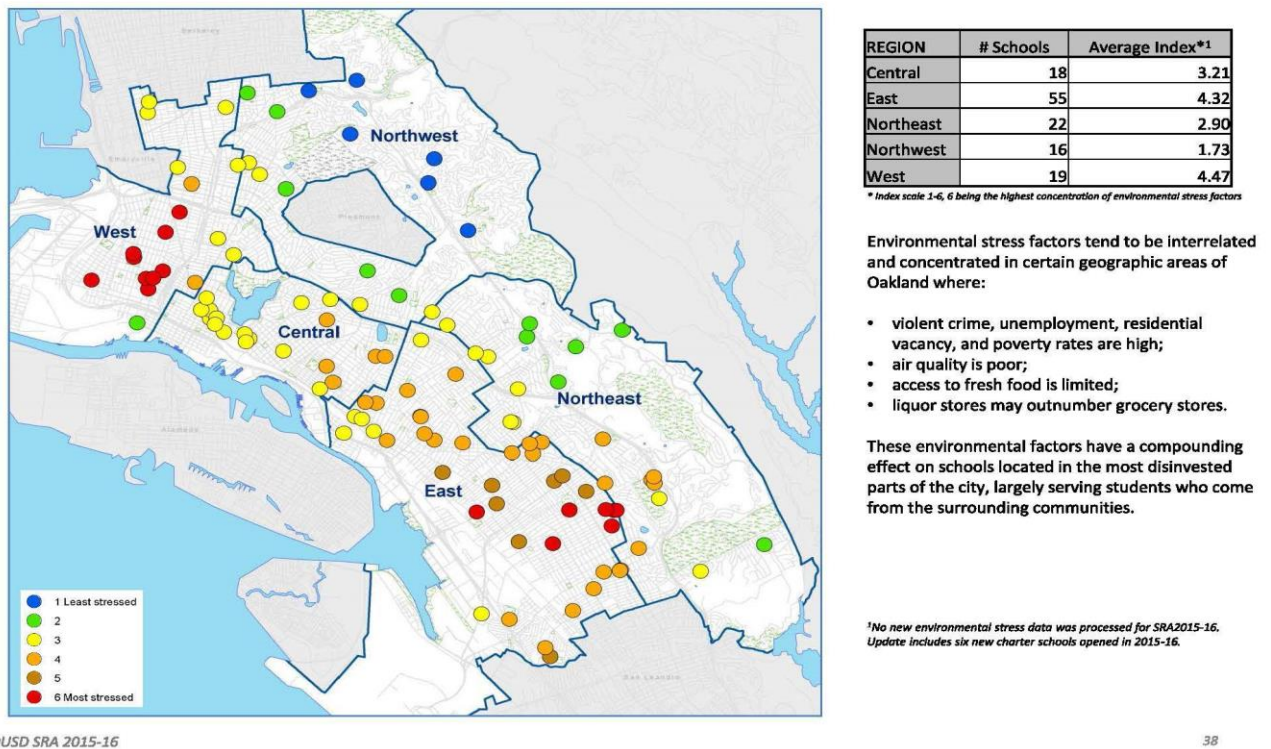 Berkeley
Northwest
Emeryville
Piedmont
West
Central
Northeast
Alameda
East
San Leandro
1 Least stressed
2
3
4
5
6 Most stressed
REGION # Schools Average Index*1
Central 18 3.21
East 55 4.32
Northeast 22 2.90
Northwest 16 1.73
West 19 4.47
* Index scale 1-6, 6 being the highest concentration of environmental stress factors
Environmental stress factors tend to be interrelated
and concentrated in certain geographic areas of
Oakland where:
• violent crime, unemployment, residential
vacancy, and poverty rates are high;
• air quality is poor;
• access to fresh food is limited;
• liquor stores may outnumber grocery stores.
These environmental factors have a compounding
effect on schools located in the most disinvested
parts of the city, largely serving students who come
from the surrounding communities.
¹No new environmental stress data was processed for SRA2015-16.
Update includes six new charter schools opened in 2015-16.
OUSD SRA 2015-16
38